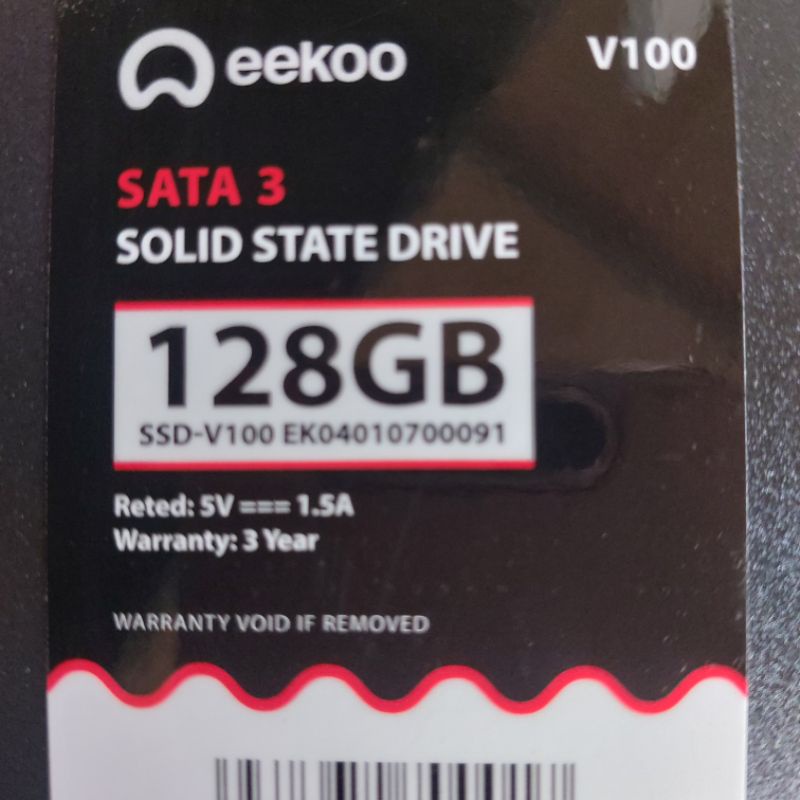 eekoo
V100
SATA 3
SOLID STATE DRIVE
128GB
SSD-V100 EK04010700091
Reted: 5V === 1.5A
Warranty: 3 Year
WARRANTY VOID IF REMOVED